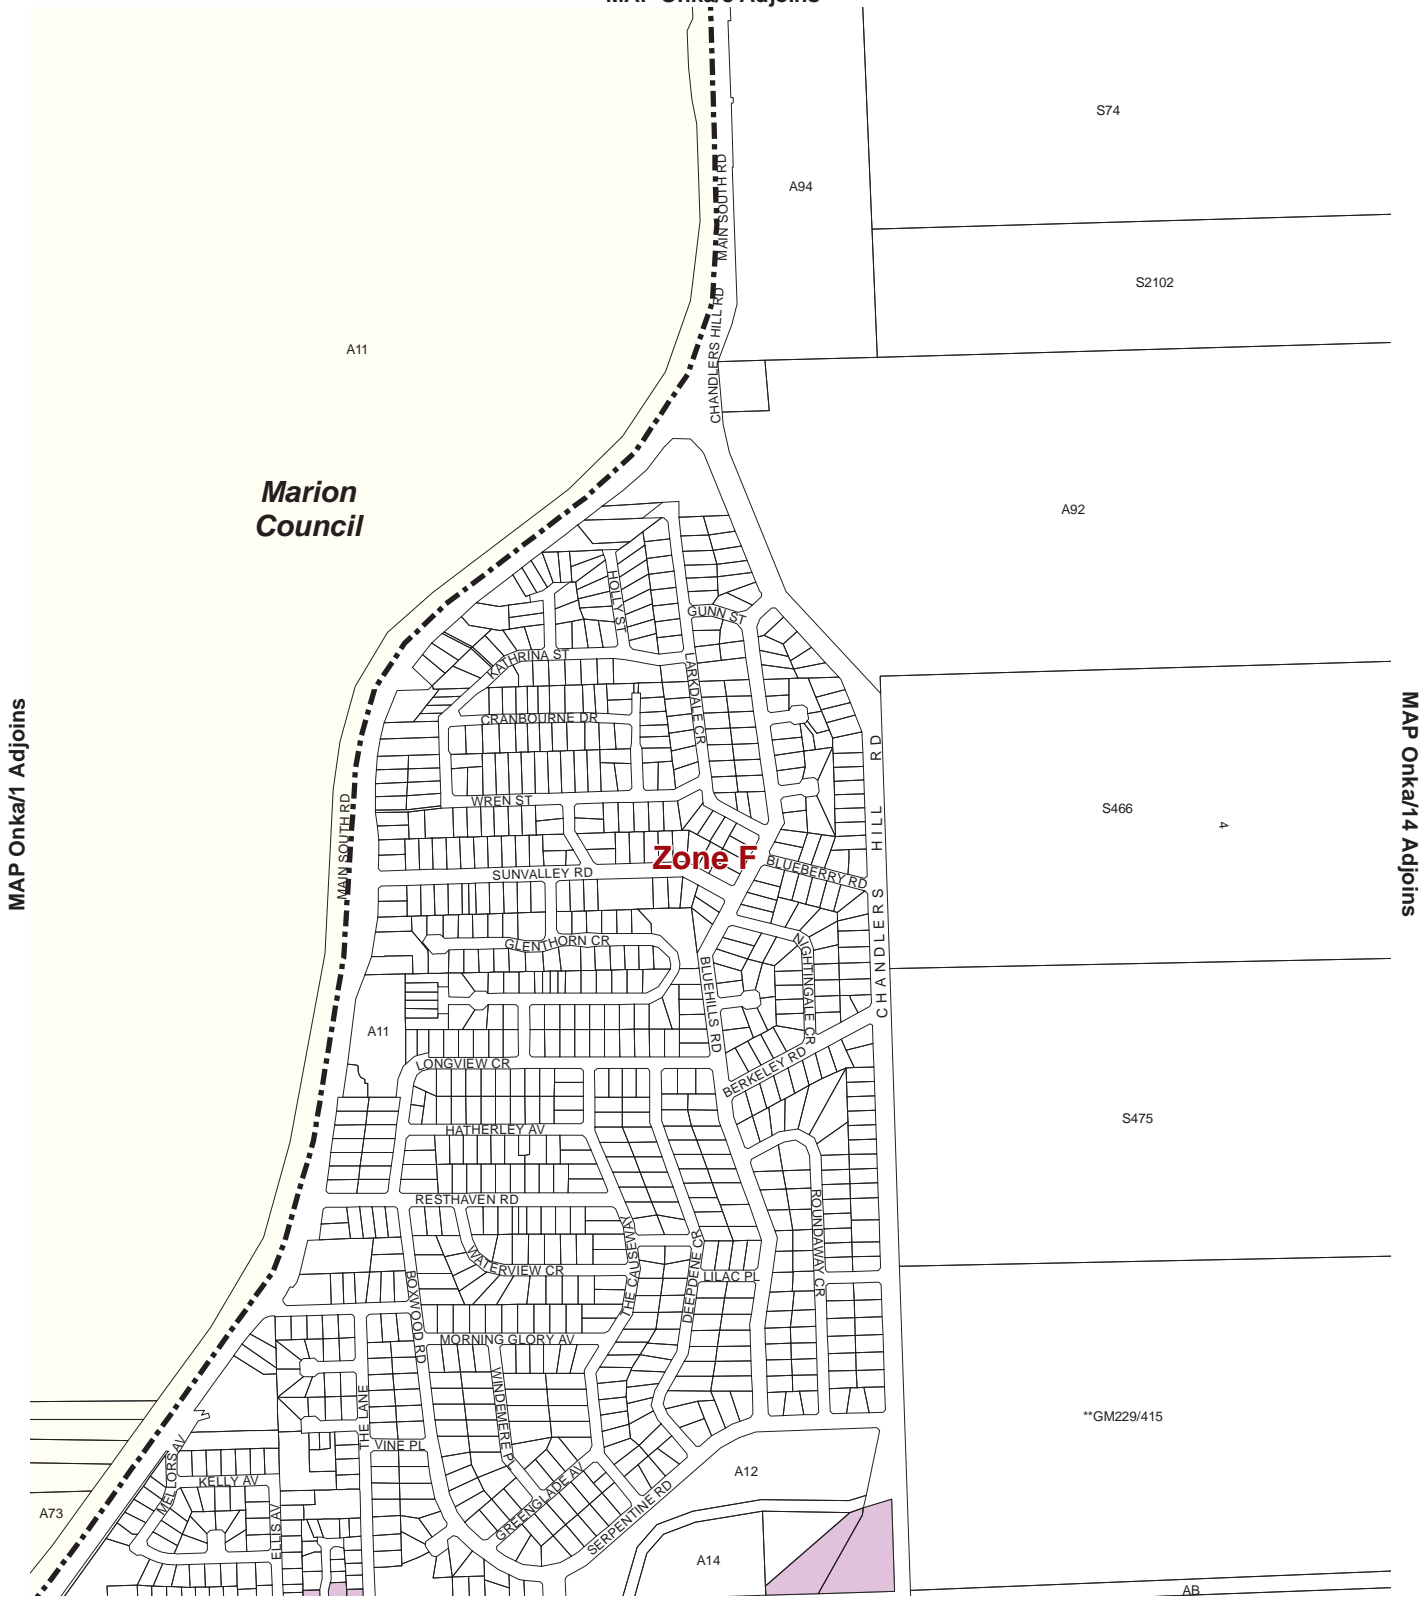 MAP Onka/6 Adjoins
S74
MAIN SOUTH RD
A94
S2102
CHANDLERS HILL RD
A11
Marion
Council
A92
HOLLY ST
GUNN ST
KATHRINA ST
LARKDALE CR
CRANBOURNE DR
MAP Onka/1 Adjoins
MAP Onka/14 Adjoins
CHANDLERS HILL RD
WREN ST
MAIN SOUTH RD
S466
4
Zone F
BLUEBERRY RD
SUNVALLEY RD
GLENTHORN CR
NIGHTINGALE CR
BLUEHILLS RD
A11
LONGVIEW CR
BERKELEY RD
S475
HATHERLEY AV
RESTHAVEN RD
ROUNDAWAY CR
THE CAUSEWAY
WATERVIEW CR
DEEPDENE CR
LILAC PL
BOXWOOD RD
MORNING GLORY AV
WINDEMERE P
THE LANE
**GM229/415
VINE PL
MELLORS AV
KELLY AV
A12
GREENGLADE AV
SERPENTINE RD
A73
ELLIS AV
A14
AB